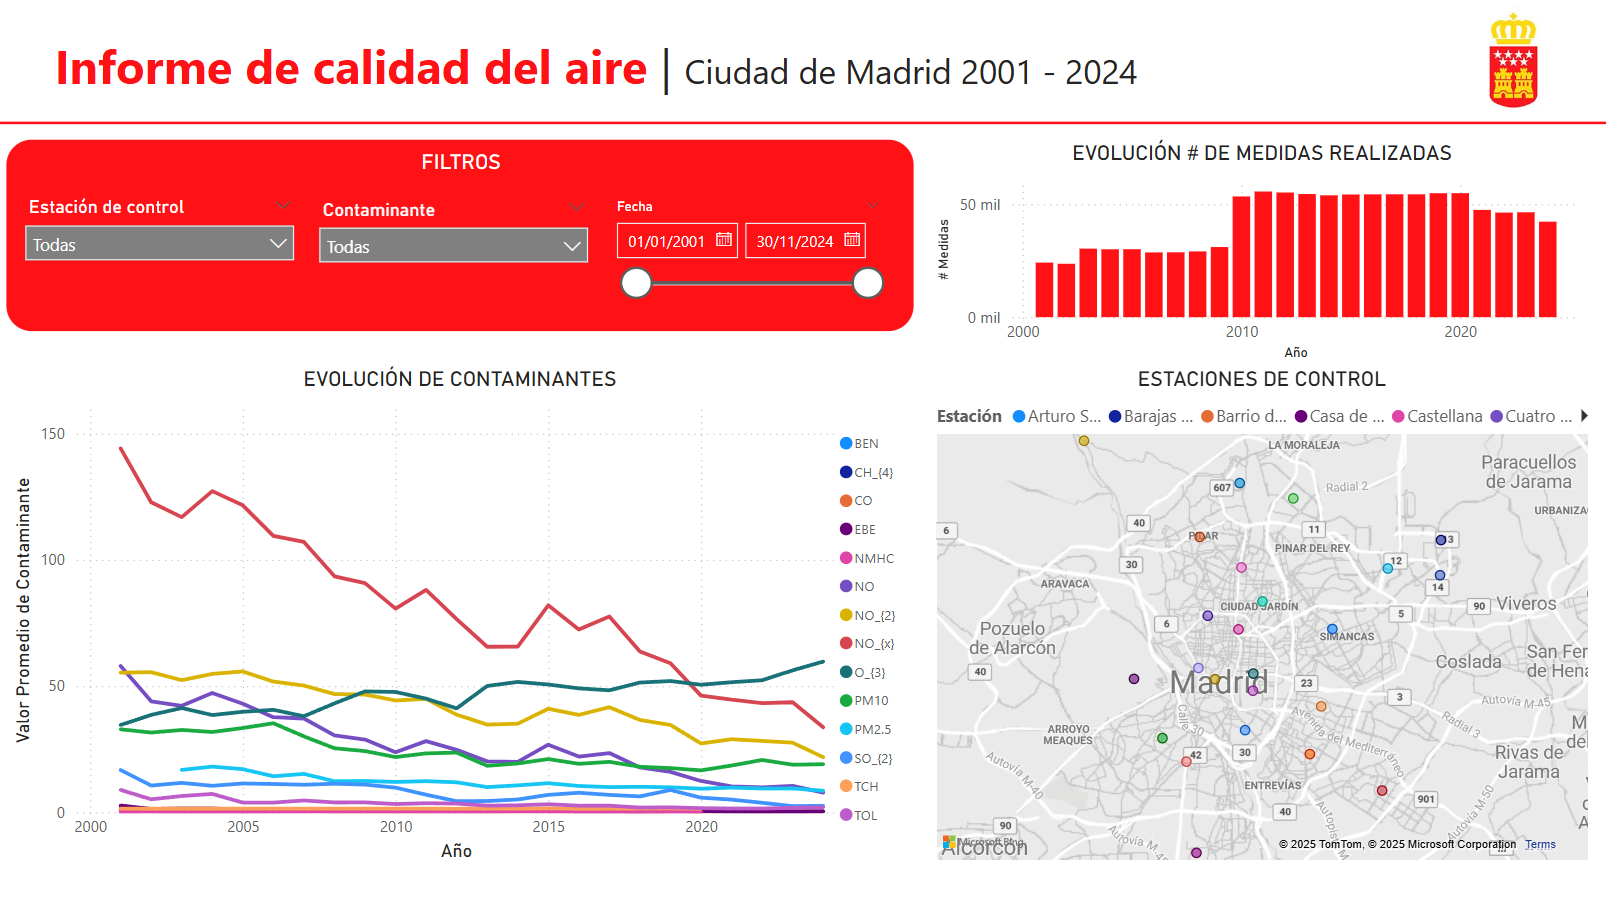 Informe de calidad del aire | Ciudad de Madrid 2001 - 2024
FILTROS
Estación de control
Todas
Contaminante
Todas
Fecha
01/01/2001
30/11/2024
EVOLUCIÓN # DE MEDIDAS REALIZADAS
# Medidas
50 mil
0 mil
2000
2010
2020
Año
EVOLUCIÓN DE CONTAMINANTES
Valor Promedio de Contaminante
150
100
50
0
2000
2005
2010
2015
2020
Año
BEN
CH_{4}
CO
EBE
NMHC
NO
NO_{2}
NO_{x}
O_{3}
PM10
PM2.5
SO_{2}
TCH
TOL
ESTACIONES DE CONTROL
Estación
Arturo S...
Barajas ...
Barrio d...
Casa de ...
Castellana
Cuatro ...
LA MORALEJA
Paracuellos
de Jarama
607
Radial 2
URBANIZA
6
40
11
PINAR DEL REY
13
12
30
ARAVACA
14
CIUDAD JARDÍN
90
Viveros
5
6
Pozuelo
de Alarcón
SIMANCAS
San Fer
de Hena
Coslada
40
Madrid
23
3
Autovía M-45
Calle 30
Avenida del Mediterráneo
Radial 3
ARROYO
MEAQUES
M
del
42
30
Rivas de
Jarama
Autovía M-40
ENTREVÍAS
901
Autovía M-50
40
90
Autopis
Autovía M-4
A
Microsoft Bing
Alcorcón
© 2025 TomTom, © 2025 Microsoft Corporation
Terms